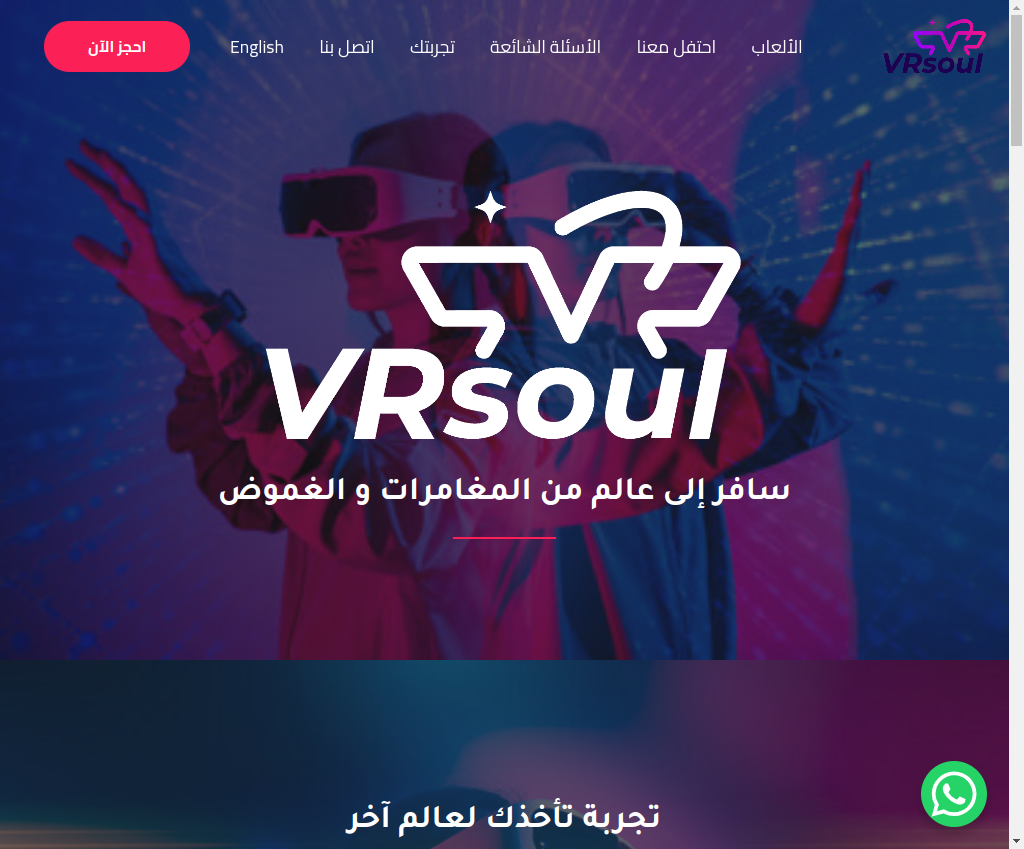 VRsoul
الألعاب
احتفل معنا
الأسئلة الشائعة
تجربتك
اتصل بنا
English
احجز الآن
VRsoul
سافر إلى عالم من المغامرات و الغموض
تجربة تأخذك لعالم آخر